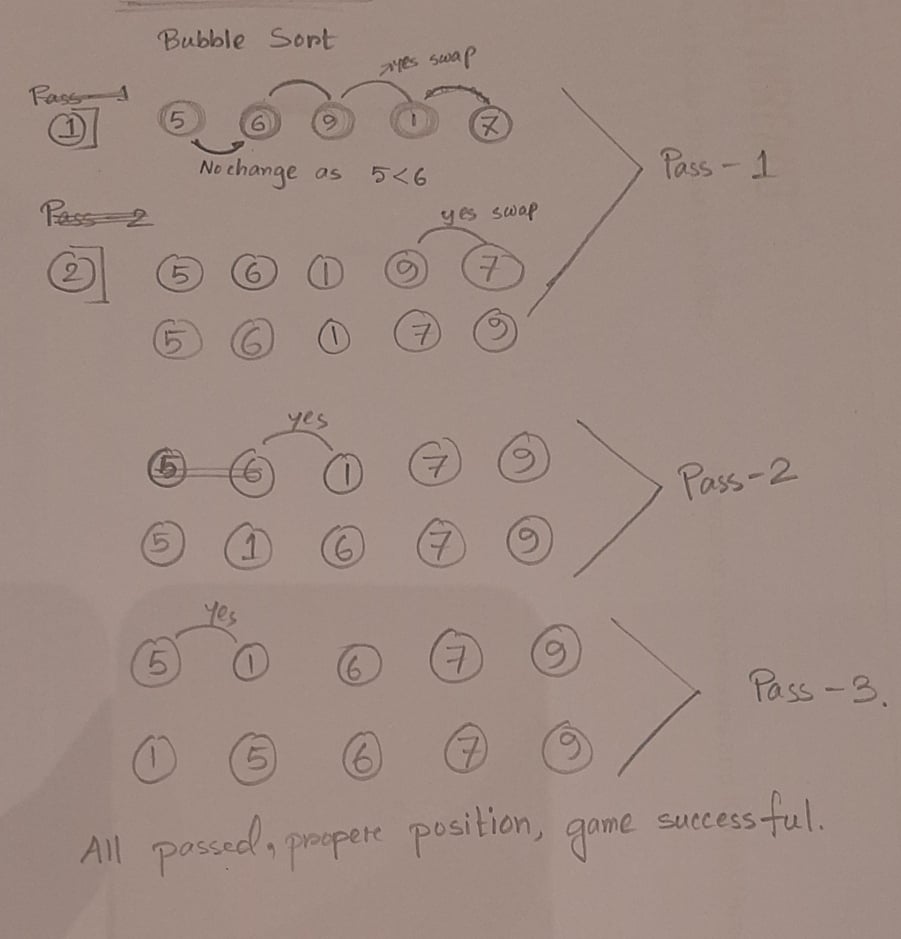 Bubble Sort
yes swap
Pass-1
1] 5 6 9 1 7
No change as 5<6
Pass - 1
Pass-2
yes swap
2] 5 6 1 9 7
5 6 1 7 9
yes
5 6 1 7 9
Pass-2
5 1 6 7 9
yes
5 1 6 7 9
Pass - 3.
1 5 6 7 9
All passed, propere position, game successful.